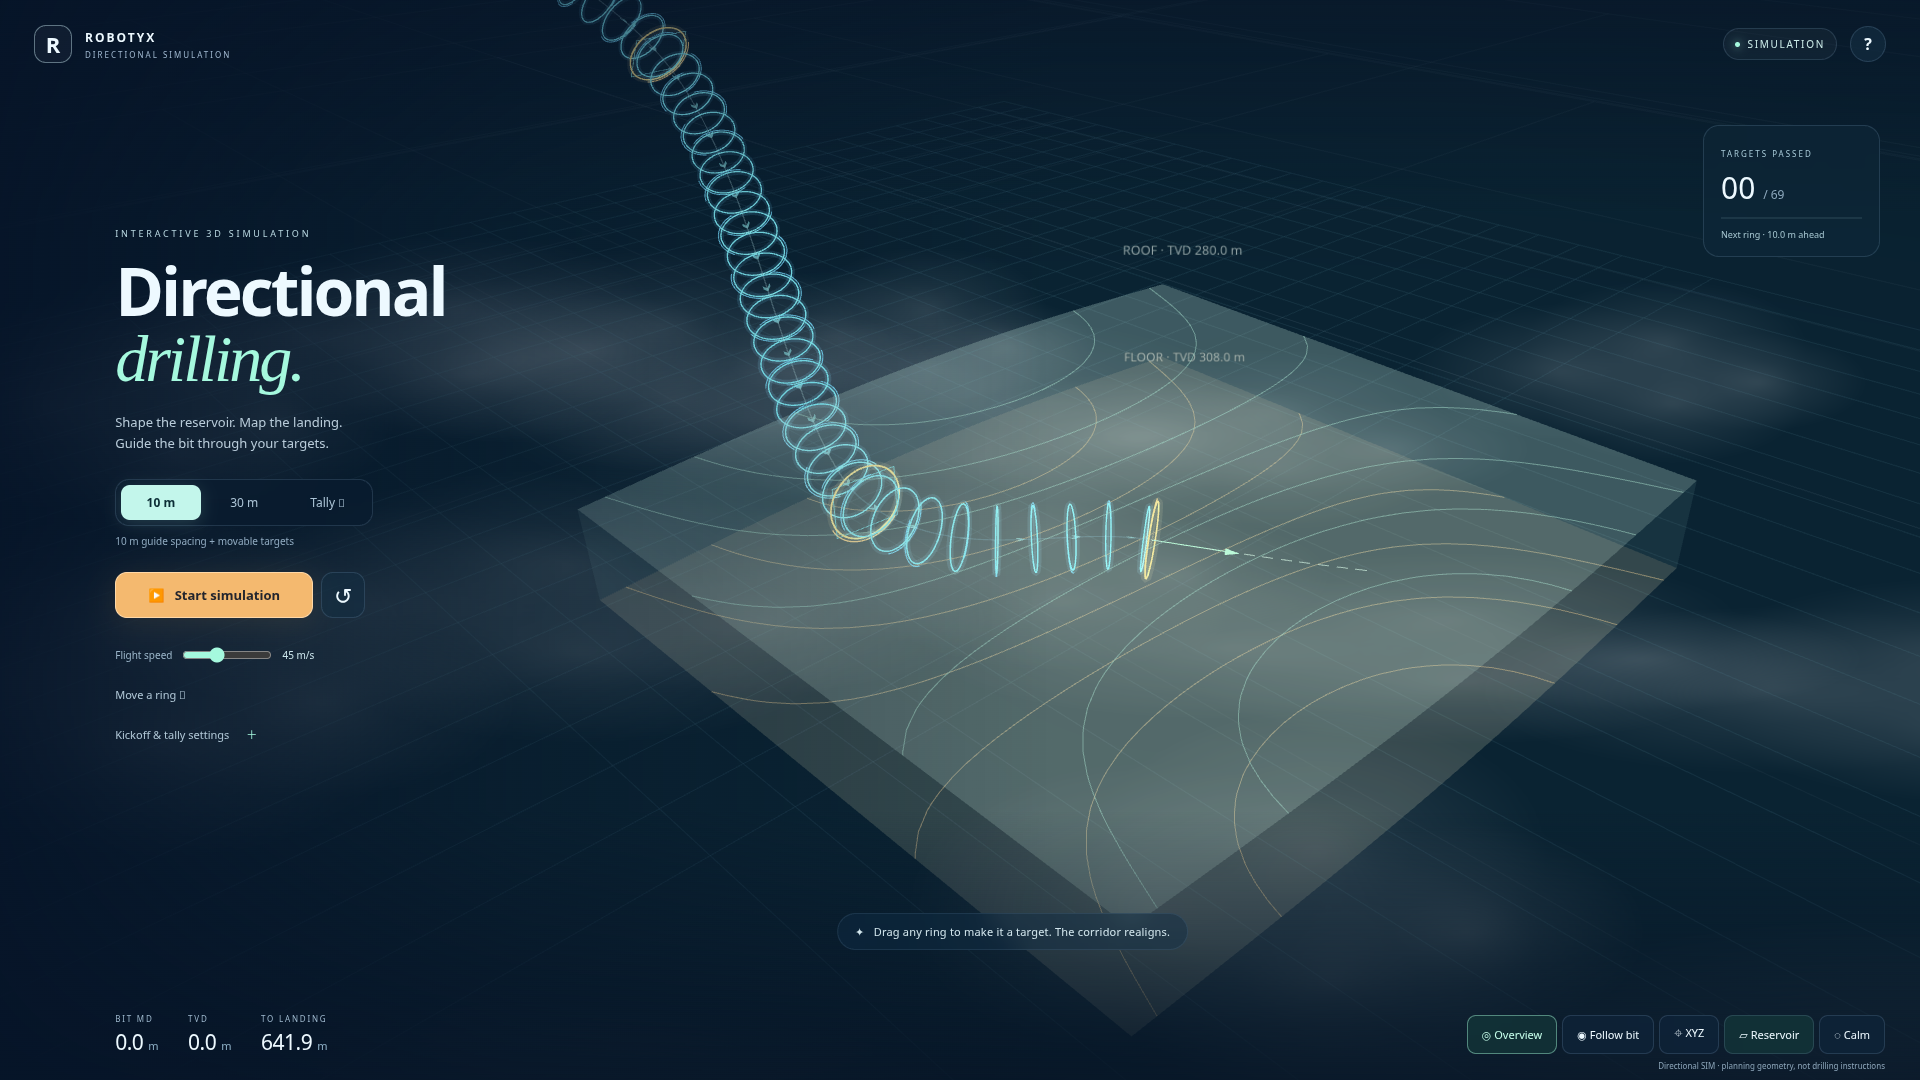 R
ROBOTYX
DIRECTIONAL SIMULATION
SIMULATION
?
TARGETS PASSED
00 / 69
Next ring · 10.0 m ahead
INTERACTIVE 3D SIMULATION
Directional
drilling.
Shape the reservoir. Map the landing.
Guide the bit through your targets.
10 m
30 m
Tally
10 m guide spacing + movable targets
Start simulation
Flight speed
45 m/s
Move a ring
Kickoff & tally settings +
ROOF · TVD 280.0 m
FLOOR · TVD 308.0 m
Drag any ring to make it a target. The corridor realigns.
BIT MD
0.0 m
TVD
0.0 m
TO LANDING
641.9 m
Overview
Follow bit
XYZ
Reservoir
Calm
Directional SIM · planning geometry, not drilling instructions